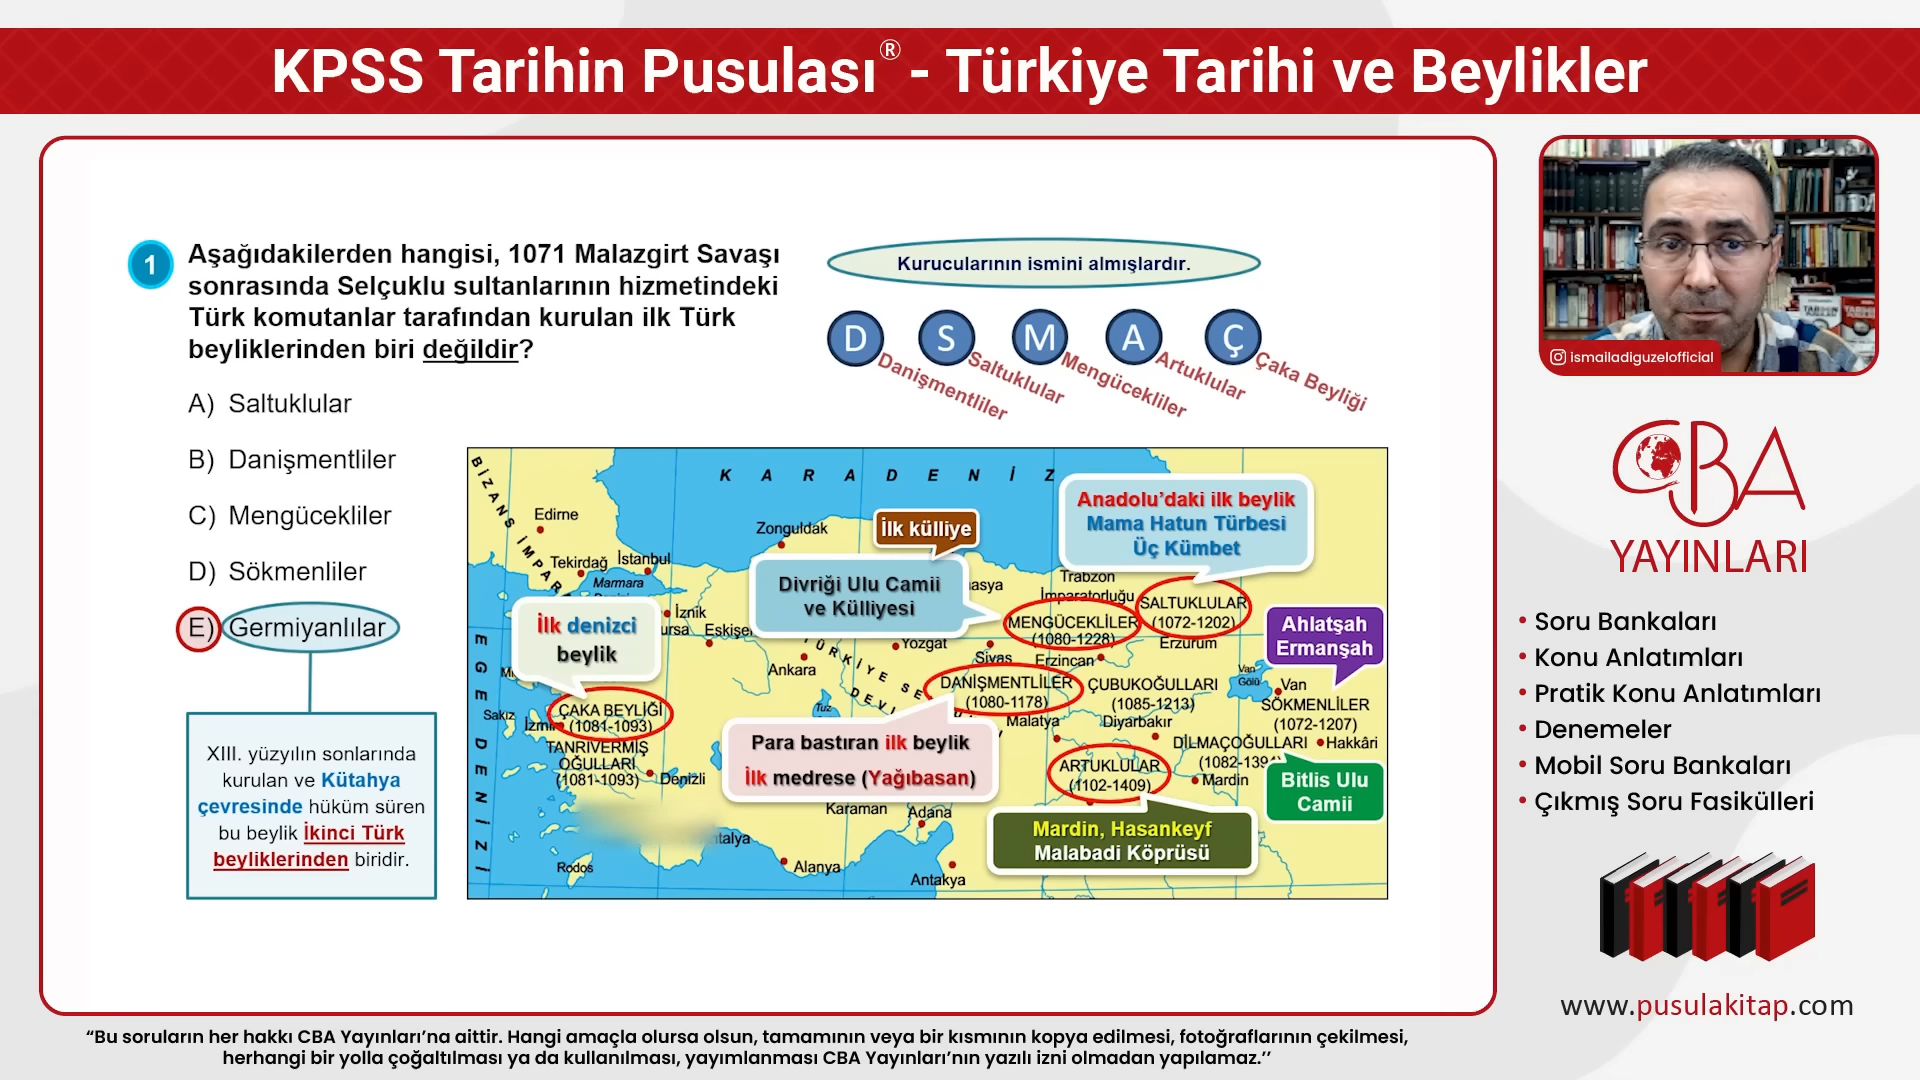 KPSS Tarihin Pusulası® - Türkiye Tarihi ve Beylikler
1
Aşağıdakilerden hangisi, 1071 Malazgirt Savaşı
sonrasında Selçuklu sultanlarının hizmetindeki
Türk komutanlar tarafından kurulan ilk Türk
beyliklerinden biri değildir?
A) Saltuklular
B) Danişmentliler
C) Mengücekliler
D) Sökmenliler
E) Germiyanlılar
XIII. yüzyılın sonlarında
kurulan ve Kütahya
çevresinde hüküm süren
bu beylik İkinci Türk
beyliklerinden biridir.
Kurucularının ismini almışlardır.
D S M A Ç
Danişmentliler
Saltuklular
Mengücekliler
Artuklular
Çaka Beyliği
KARADENİZ
BİZANS İMPARA
Edirne
Tekirdağ
İstanbul
Marmara
Zonguldak
İlk külliye
Anadolu'daki ilk beylik
Mama Hatun Türbesi
Üç Kümbet
Divriği Ulu Camii
ve Külliyesi
asya
Trabzon
İmparatorluğu
SALTUKLULAR
(1072-1202)
Erzurum
MENGÜCEKLİLER
(1080-1228)
Ahlatşah
Ermanşah
İlk denizci
beylik
İznik
ursa
Eskişe
Ankara
Yozgat
Sivas
Erzincan
TÜRKİYE SE
DEVL
Tuz
EGE DENİZİ
Sakız
İzmir
ÇAKA BEYLİĞİ
(1081-1093)
TANRIVERMİŞ
OĞULLARI
(1081-1093)
Denizli
DANİŞMENTLİLER
(1080-1178)
Malatya
ÇUBUKOĞULLARI
(1085-1213)
Diyarbakır
Van
Gölü
Van
SÖKMENLİLER
(1072-1207)
DİLMAÇOĞULLARI
(1082-1394)
Hakkâri
Mardin
Para bastıran ilk beylik
İlk medrese (Yağıbasan)
ARTUKLULAR
(1102-1409)
Bitlis Ulu
Camii
Mardin, Hasankeyf
Malabadi Köprüsü
Karaman
Adana
talya
Alanya
Antakya
Rodos
ismailadiguzelofficial
CBA
YAYINLARI
• Soru Bankaları
• Konu Anlatımları
• Pratik Konu Anlatımları
• Denemeler
• Mobil Soru Bankaları
• Çıkmış Soru Fasikülleri
www.pusulakitap.com
“Bu soruların her hakkı CBA Yayınları’na aittir. Hangi amaçla olursa olsun, tamamının veya bir kısmının kopya edilmesi, fotoğraflarının çekilmesi,
herhangi bir yolla çoğaltılması ya da kullanılması, yayımlanması CBA Yayınları’nın yazılı izni olmadan yapılamaz.’’